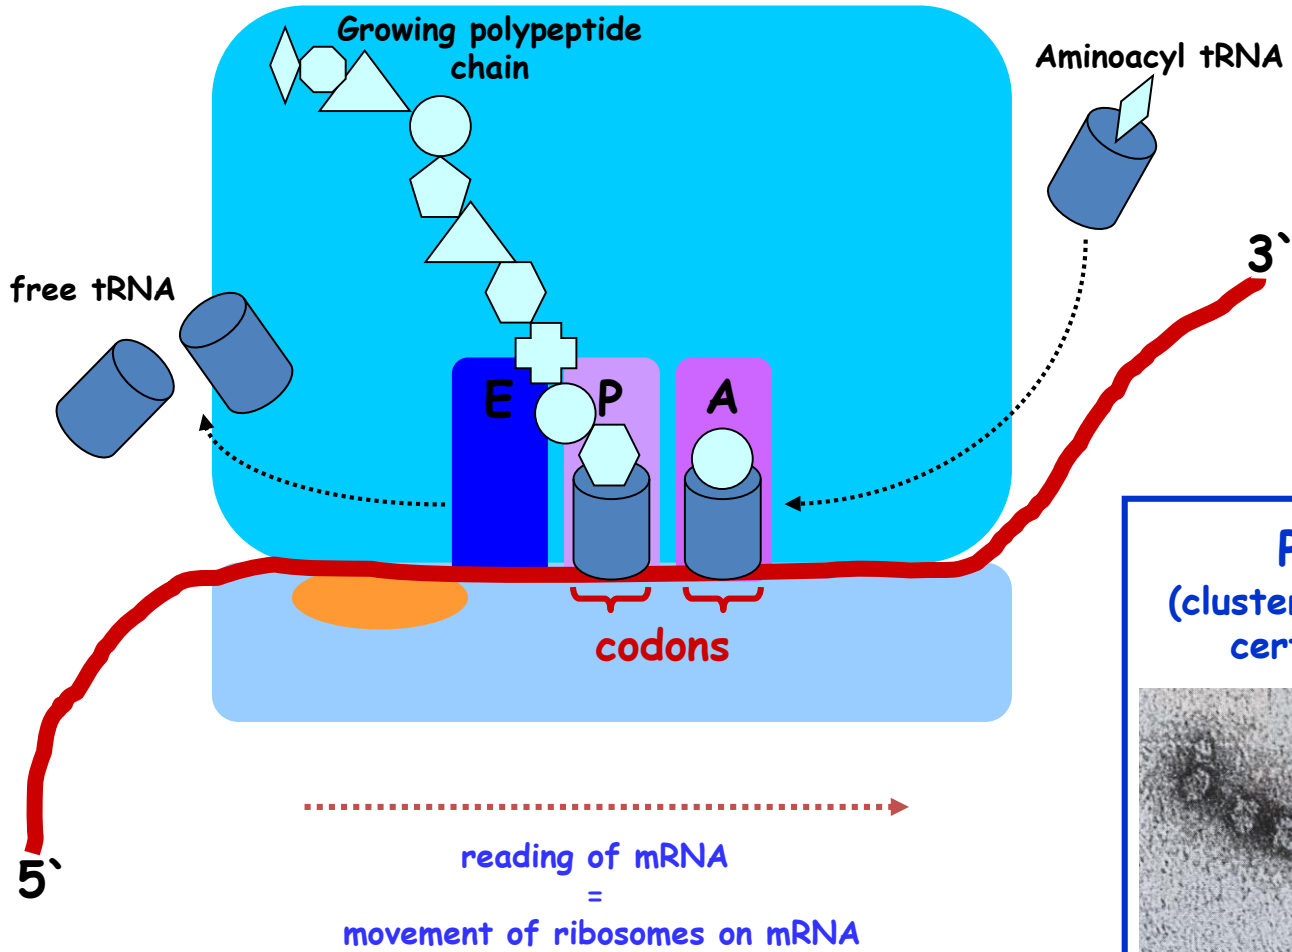 Growing polypeptide
chain
Aminoacyl tRNA
3`
free tRNA
E
P
A
codons
5`
reading of mRNA
=
movement of ribosomes on mRNA